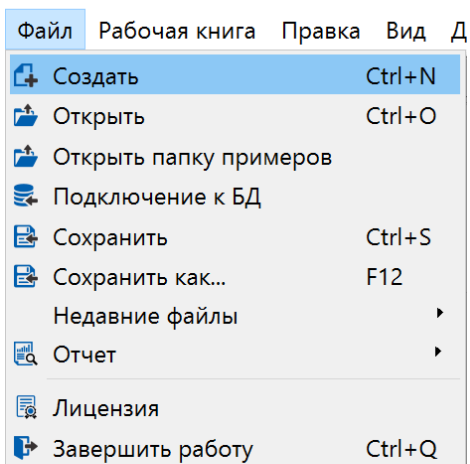 Файл Рабочая книга Правка Вид Д
Создать Ctrl+N
Открыть Ctrl+O
Открыть папку примеров
Подключение к БД
Сохранить Ctrl+S
Сохранить как... F12
Недавние файлы
Отчет
Лицензия
Завершить работу Ctrl+Q